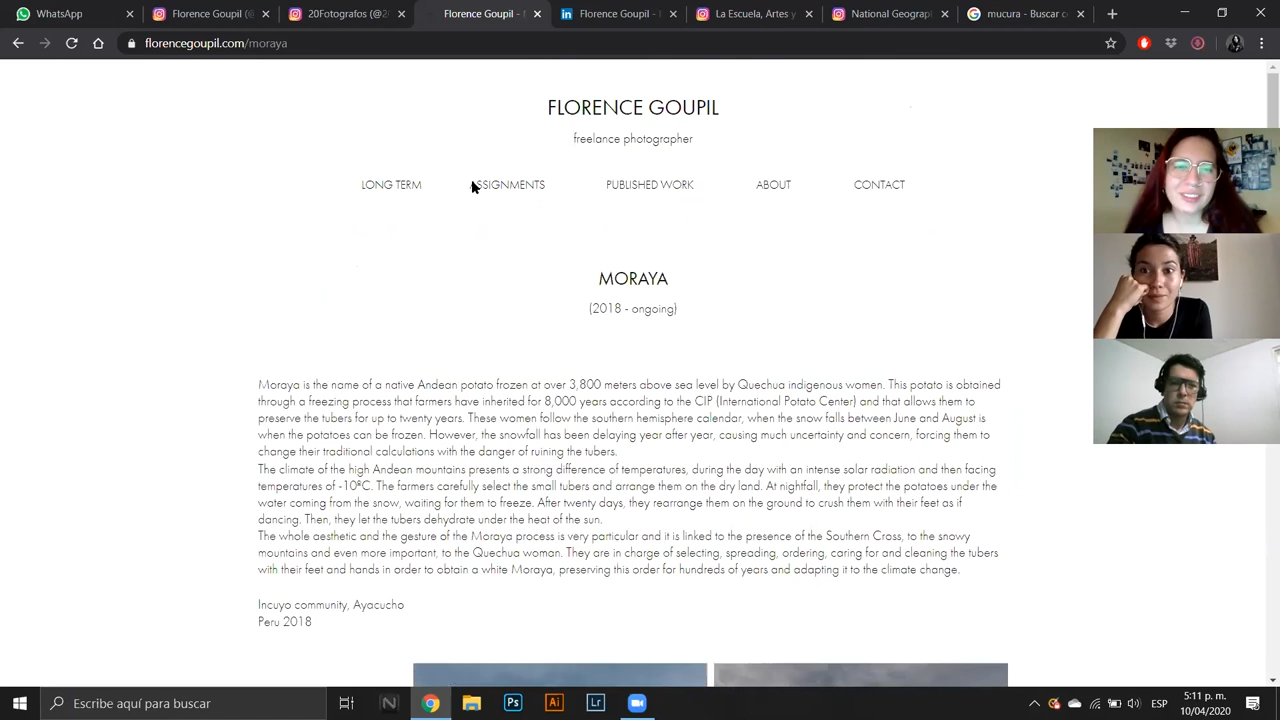 WhatsApp
Florence Goupil (@
20Fotografos (@2
Florence Goupil - f
Florence Goupil - l
La Escuela, Artes y
National Geograp
mucura - Buscar c
florencegoupil.com/moraya
FLORENCE GOUPIL
freelance photographer
LONG TERM
ASSIGNMENTS
PUBLISHED WORK
ABOUT
CONTACT
MORAYA
(2018 - ongoing)
Moraya is the name of a native Andean potato frozen at over 3,800 meters above sea level by Quechua indigenous women. This potato is obtained
through a freezing process that farmers have inherited for 8,000 years according to the CIP (International Potato Center) and that allows them to
preserve the tubers for up to twenty years. These women follow the southern hemisphere calendar, when the snow falls between June and August is
when the potatoes can be frozen. However, the snowfall has been delaying year after year, causing much uncertainty and concern, forcing them to
change their traditional calculations with the danger of ruining the tubers.
The climate of the high Andean mountains presents a strong difference of temperatures, during the day with an intense solar radiation and then facing
temperatures of -10ºC. The farmers carefully select the small tubers and arrange them on the dry land. At nightfall, they protect the potatoes under the
water coming from the snow, waiting for them to freeze. After twenty days, they rearrange them on the ground to crush them with their feet as if
dancing. Then, they let the tubers dehydrate under the heat of the sun.
The whole aesthetic and the gesture of the Moraya process is very particular and it is linked to the presence of the Southern Cross, to the snowy
mountains and even more important, to the Quechua woman. They are in charge of selecting, spreading, ordering, caring for and cleaning the tubers
with their feet and hands in order to obtain a white Moraya, preserving this order for hundreds of years and adapting it to the climate change.
Incuyo community, Ayacucho
Peru 2018
Escribe aquí para buscar
N
Ps
Ai
Lr
ESP
5:11 p. m.
10/04/2020